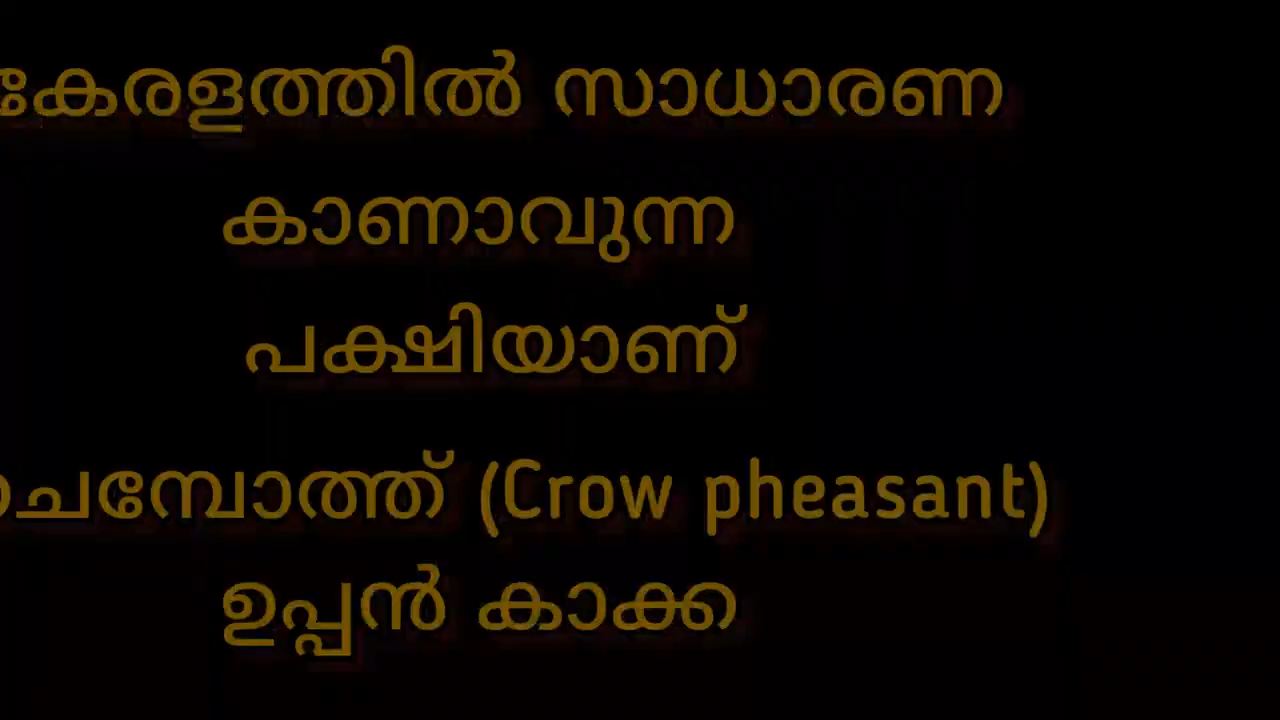 കേരളത്തിൽ സാധാരണ
കാണാവുന്ന
പക്ഷിയാണ്
ചെമ്പോത്ത് (Crow pheasant)
ഉപ്പൻ കാക്ക